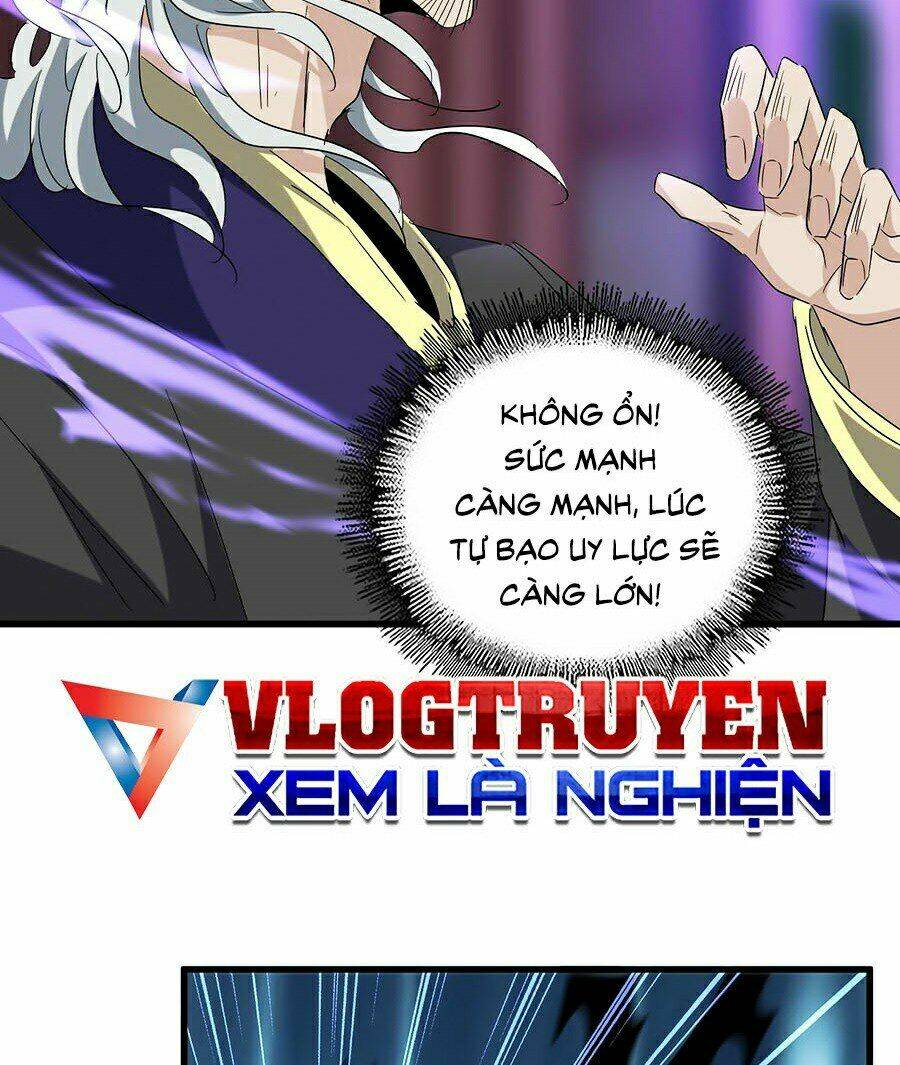 KHÔNG ỔN!
SỨC MẠNH
CÀNG MẠNH, LÚC
TỰ BẠO UY LỰC SẼ
CÀNG LỚN!
VLOGTRUYEN
XEM LÀ NGHIỆN